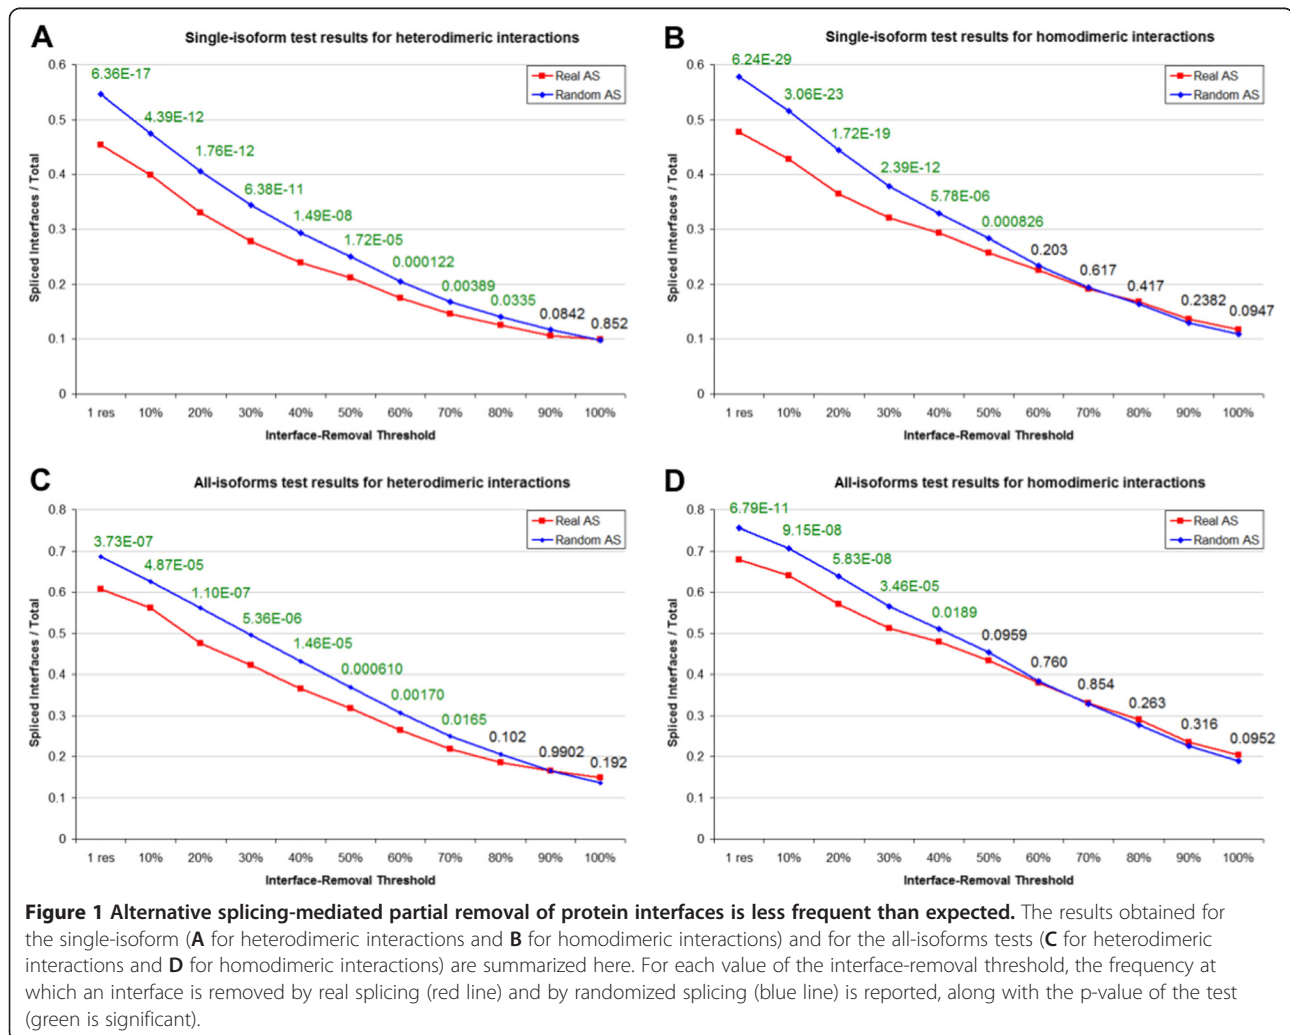 A
Single-isoform test results for heterodimeric interactions
Real AS
Random AS
Spliced Interfaces / Total
0.6
0.5
0.4
0.3
0.2
0.1
0
6.36E-17
4.39E-12
1.76E-12
6.38E-11
1.49E-08
1.72E-05
0.000122
0.00389
0.0335
0.0842
0.852
1 res 10% 20% 30% 40% 50% 60% 70% 80% 90% 100%
Interface-Removal Threshold
B
Single-isoform test results for homodimeric interactions
Real AS
Random AS
Spliced Interfaces / Total
0.6
0.5
0.4
0.3
0.2
0.1
0
6.24E-29
3.06E-23
1.72E-19
2.39E-12
5.78E-06
0.000826
0.203
0.617
0.417
0.2382
0.0947
1 res 10% 20% 30% 40% 50% 60% 70% 80% 90% 100%
Interface-Removal Threshold
C
All-isoforms test results for heterodimeric interactions
Real AS
Random AS
Spliced Interfaces / Total
0.8
0.7
0.6
0.5
0.4
0.3
0.2
0.1
0
3.73E-07
4.87E-05
1.10E-07
5.36E-06
1.46E-05
0.000610
0.00170
0.0165
0.102
0.9902
0.192
1 res 10% 20% 30% 40% 50% 60% 70% 80% 90% 100%
Interface-Removal Threshold
D
All-isoforms test results for homodimeric interactions
Real AS
Random AS
Spliced Interfaces / Total
0.8
0.7
0.6
0.5
0.4
0.3
0.2
0.1
0
6.79E-11
9.15E-08
5.83E-08
3.46E-05
0.0189
0.0959
0.760
0.854
0.263
0.316
0.0952
1 res 10% 20% 30% 40% 50% 60% 70% 80% 90% 100%
Interface-Removal Threshold
Figure 1 Alternative splicing-mediated partial removal of protein interfaces is less frequent than expected. The results obtained for
the single-isoform (A for heterodimeric interactions and B for homodimeric interactions) and for the all-isoforms tests (C for heterodimeric
interactions and D for homodimeric interactions) are summarized here. For each value of the interface-removal threshold, the frequency at
which an interface is removed by real splicing (red line) and by randomized splicing (blue line) is reported, along with the p-value of the test
(green is significant).